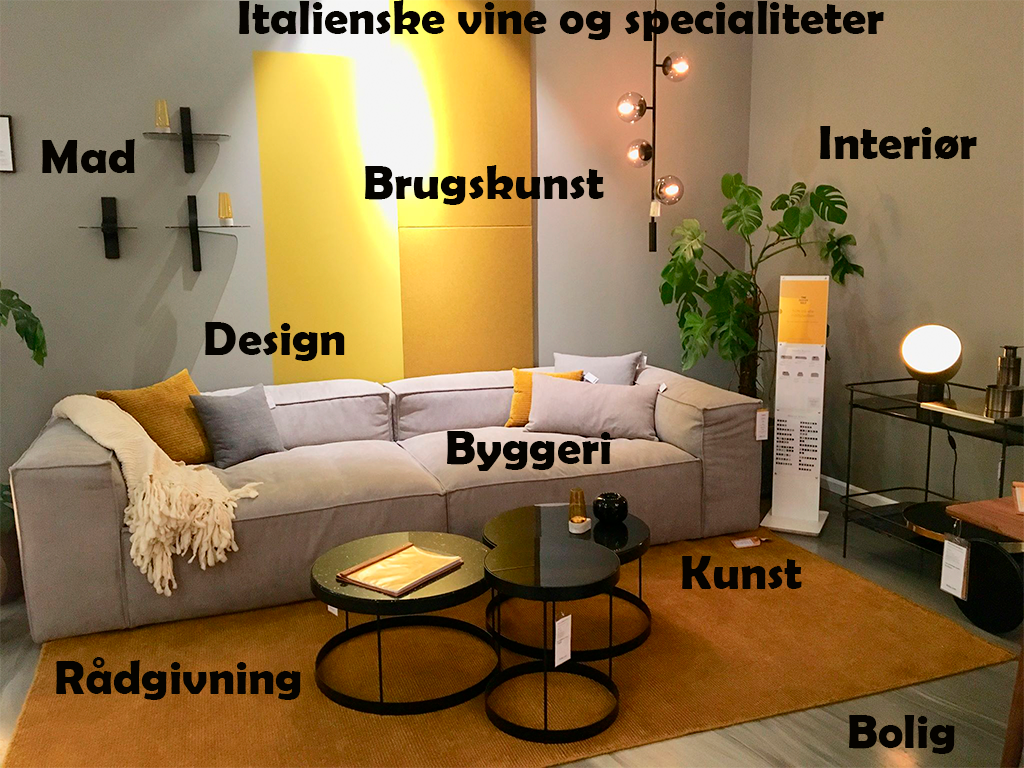 Italienske vine og specialiteter
Mad
Interiør
Brugskunst
Design
Byggeri
Kunst
Rådgivning
Bolig